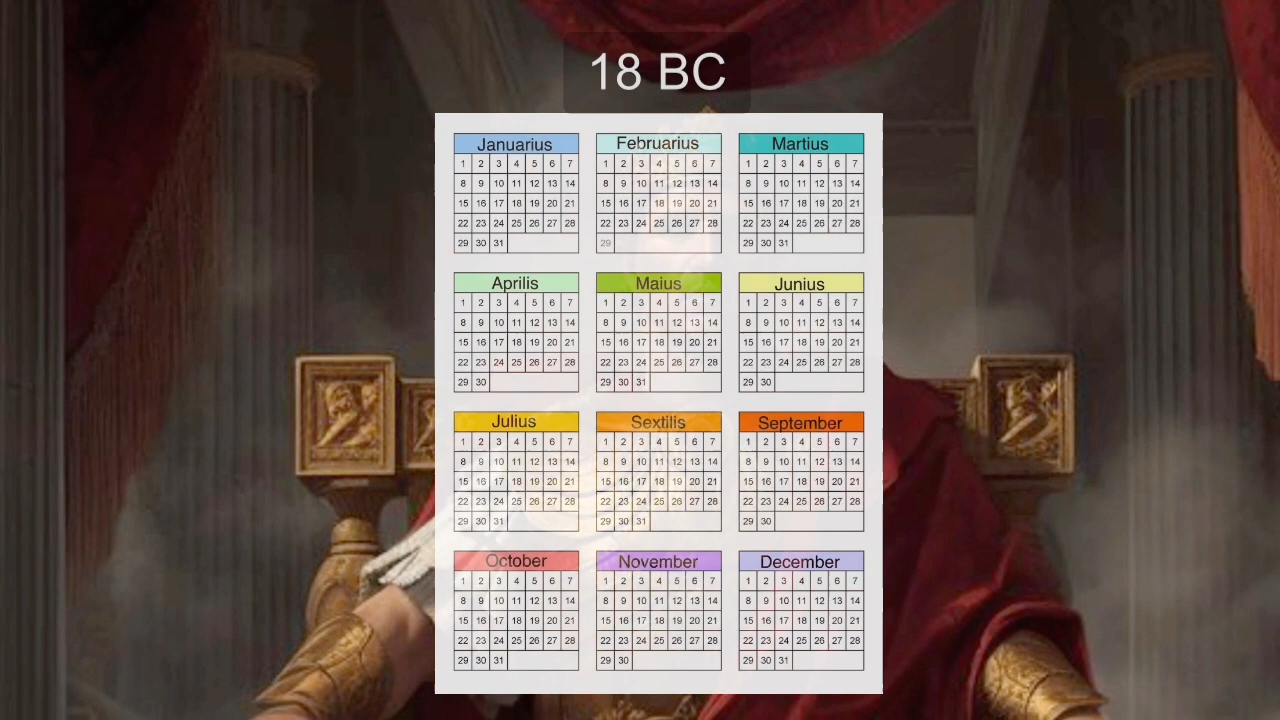 18 BC
Januarius Februarius Martius
1 2 3 4 5 6 7 1 2 3 4 5 6 7 1 2 3 4 5 6 7
8 9 10 11 12 13 14 8 9 10 11 12 13 14 8 9 10 11 12 13 14
15 16 17 18 19 20 21 15 16 17 18 19 20 21 15 16 17 18 19 20 21
22 23 24 25 26 27 28 22 23 24 25 26 27 28 22 23 24 25 26 27 28
29 30 31 29 29 30 31
Aprilis Maius Junius
1 2 3 4 5 6 7 1 2 3 4 5 6 7 1 2 3 4 5 6 7
8 9 10 11 12 13 14 8 9 10 11 12 13 14 8 9 10 11 12 13 14
15 16 17 18 19 20 21 15 16 17 18 19 20 21 15 16 17 18 19 20 21
22 23 24 25 26 27 28 22 23 24 25 26 27 28 22 23 24 25 26 27 28
29 30 29 30 31 29 30
Julius Sextilis September
1 2 3 4 5 6 7 1 2 3 4 5 6 7 1 2 3 4 5 6 7
8 9 10 11 12 13 14 8 9 10 11 12 13 14 8 9 10 11 12 13 14
15 16 17 18 19 20 21 15 16 17 18 19 20 21 15 16 17 18 19 20 21
22 23 24 25 26 27 28 22 23 24 25 26 27 28 22 23 24 25 26 27 28
29 30 31 29 30 31 29 30
October November December
1 2 3 4 5 6 7 1 2 3 4 5 6 7 1 2 3 4 5 6 7
8 9 10 11 12 13 14 8 9 10 11 12 13 14 8 9 10 11 12 13 14
15 16 17 18 19 20 21 15 16 17 18 19 20 21 15 16 17 18 19 20 21
22 23 24 25 26 27 28 22 23 24 25 26 27 28 22 23 24 25 26 27 28
29 30 31 29 30 29 30 31